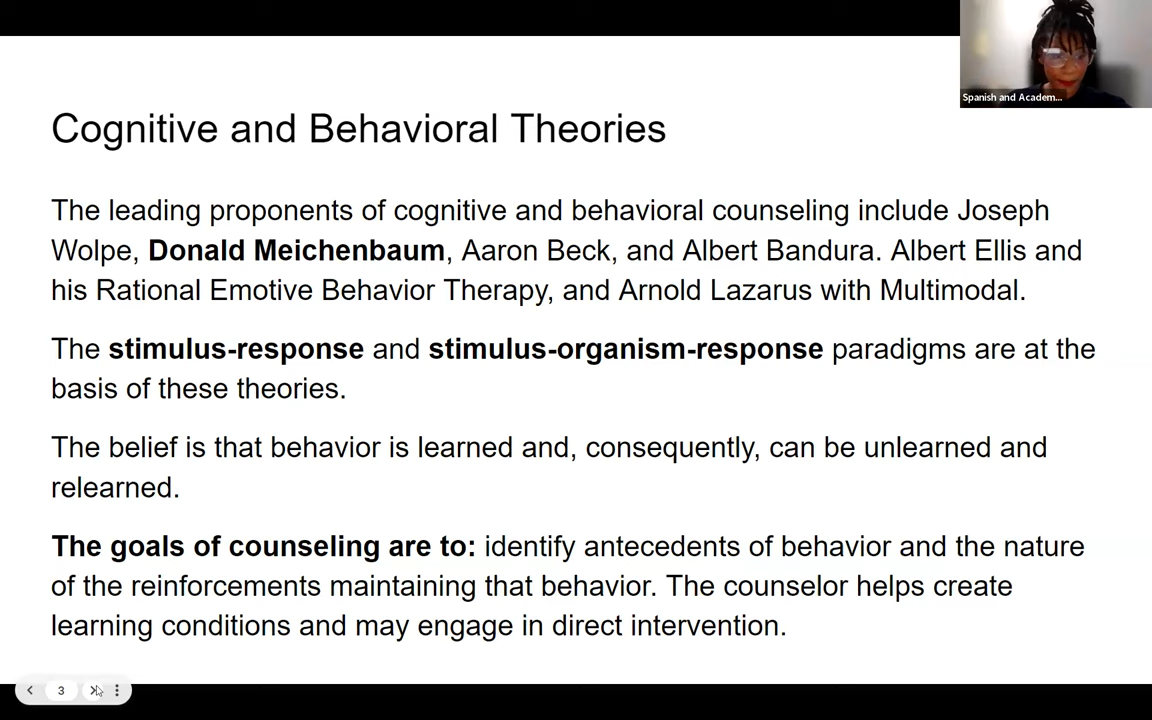 Spanish and Academ...
Cognitive and Behavioral Theories
The leading proponents of cognitive and behavioral counseling include Joseph
Wolpe, Donald Meichenbaum, Aaron Beck, and Albert Bandura. Albert Ellis and
his Rational Emotive Behavior Therapy, and Arnold Lazarus with Multimodal.
The stimulus-response and stimulus-organism-response paradigms are at the
basis of these theories.
The belief is that behavior is learned and, consequently, can be unlearned and
relearned.
The goals of counseling are to: identify antecedents of behavior and the nature
of the reinforcements maintaining that behavior. The counselor helps create
learning conditions and may engage in direct intervention.
3